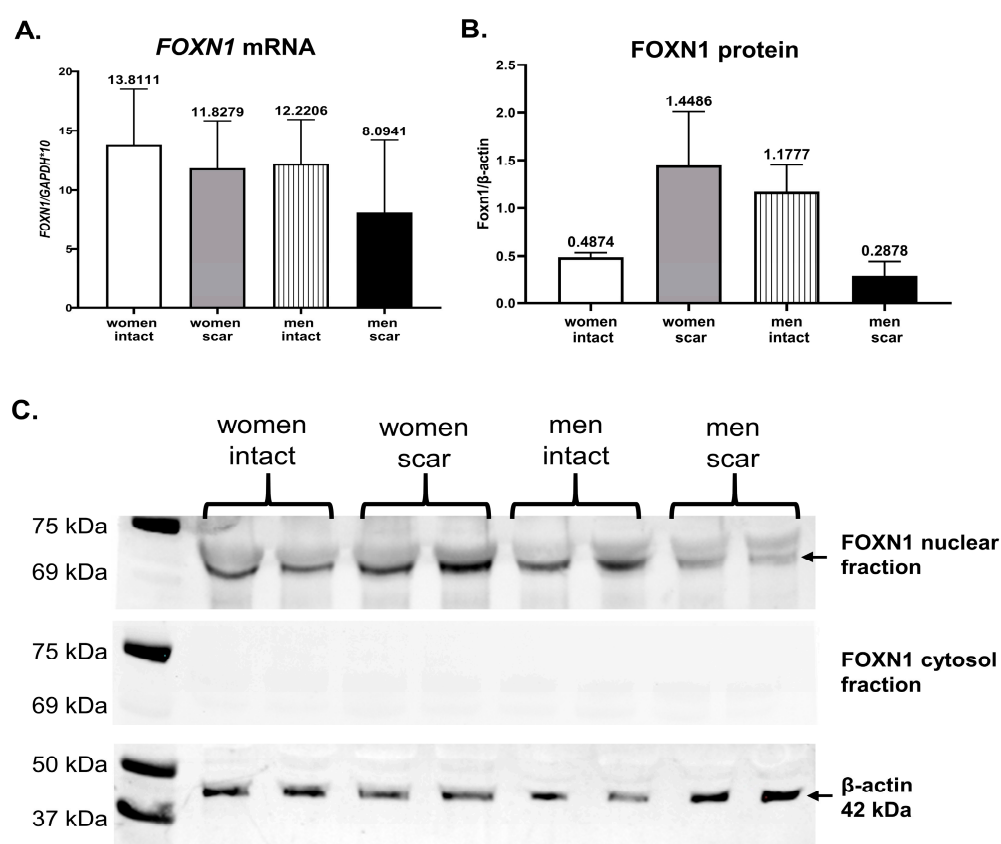 A.
FOXN1 mRNA
20
15
10
5
0
FOXN1/GAPDH*10
13.8111
11.8279
12.2206
8.0941
women
intact
women
scar
men
intact
men
scar
B.
FOXN1 protein
2.5
2.0
1.5
1.0
0.5
0.0
Foxn1/β-actin
0.4874
1.4486
1.1777
0.2878
women
intact
women
scar
men
intact
men
scar
C.
women
intact
women
scar
men
intact
men
scar
75 kDa
69 kDa
FOXN1 nuclear
fraction
75 kDa
69 kDa
FOXN1 cytosol
fraction
50 kDa
37 kDa
β-actin
42 kDa